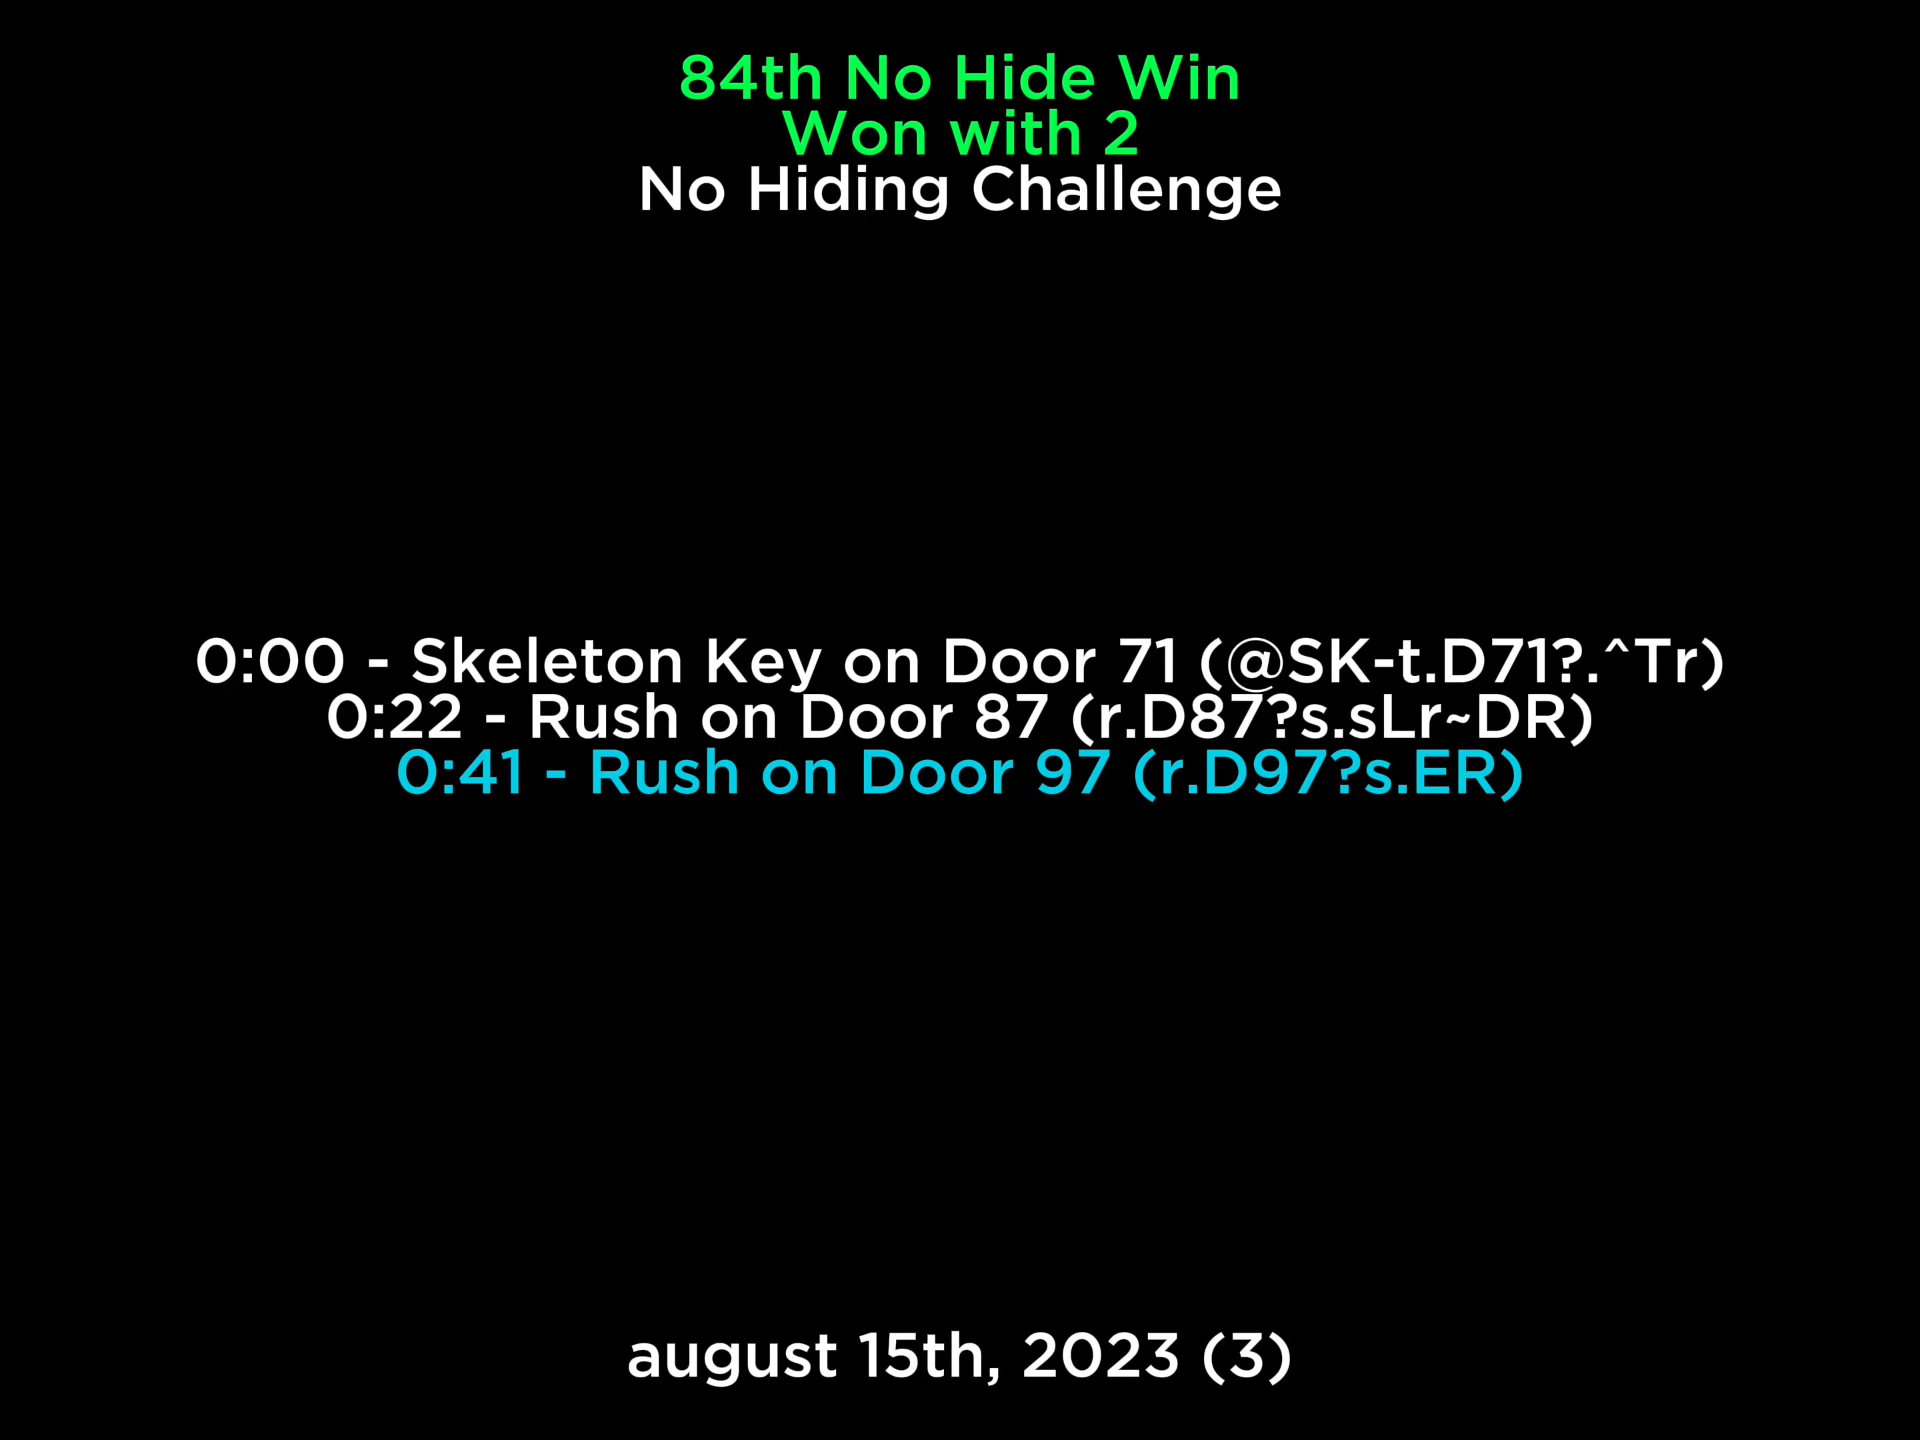 84th No Hide Win
Won with 2
No Hiding Challenge
0:00 - Skeleton Key on Door 71 (@SK-t.D71?.^Tr)
0:22 - Rush on Door 87 (r.D87?s.sLr~DR)
0:41 - Rush on Door 97 (r.D97?s.ER)
august 15th, 2023 (3)